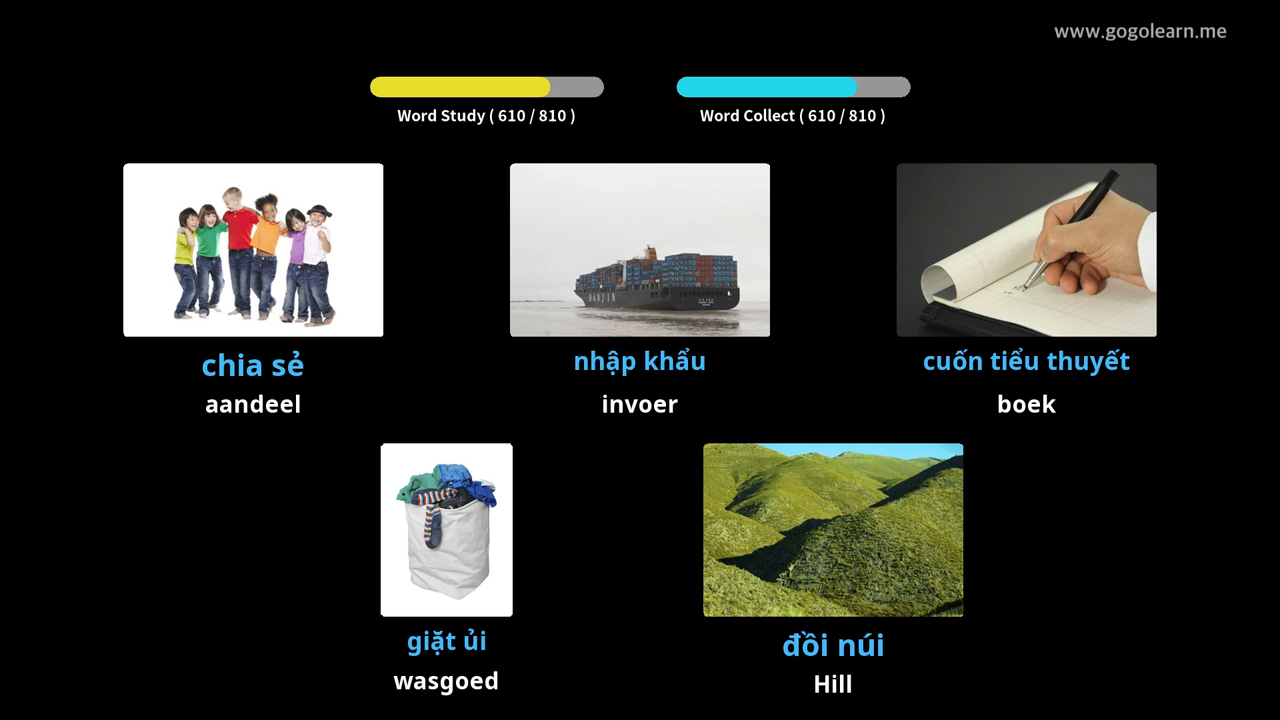 www.gogolearn.me
Word Study ( 610 / 810 )
Word Collect ( 610 / 810 )
chia sẻ
aandeel
nhập khẩu
invoer
cuốn tiểu thuyết
boek
giặt ủi
wasgoed
đồi núi
Hill